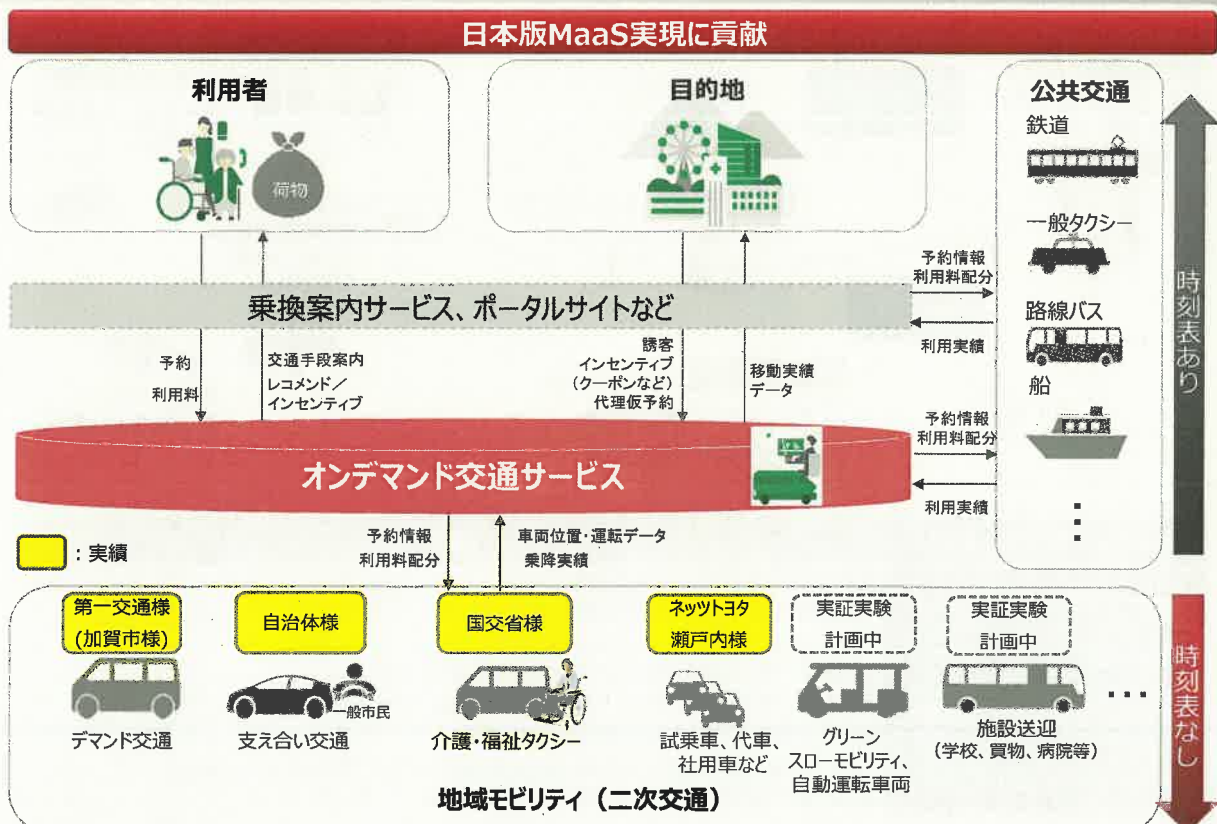 日本版MaaS実現に貢献
利用者
荷物
目的地
公共交通
鉄道
一般タクシー
路線バス
船
時刻表あり
予約情報
利用料配分
利用実績
乗換案内サービス、ポータルサイトなど
予約
利用料
交通手段案内
レコメンド／
インセンティブ
誘客
インセンティブ
(クーポンなど)
代理仮予約
移動実績
データ
予約情報
利用料配分
利用実績
オンデマンド交通サービス
：実績
予約情報
利用料配分
車両位置・運転データ
乗降実績
第一交通様
(加賀市様)
デマンド交通
自治体様
一般市民
支え合い交通
国交省様
介護・福祉タクシー
ネッツトヨタ
瀬戸内様
試乗車、代車、
社用車など
実証実験
計画中
グリーン
スローモビリティ、
自動運転車両
実証実験
計画中
施設送迎
(学校、買物、病院等)
…
時刻表なし
地域モビリティ（二次交通）